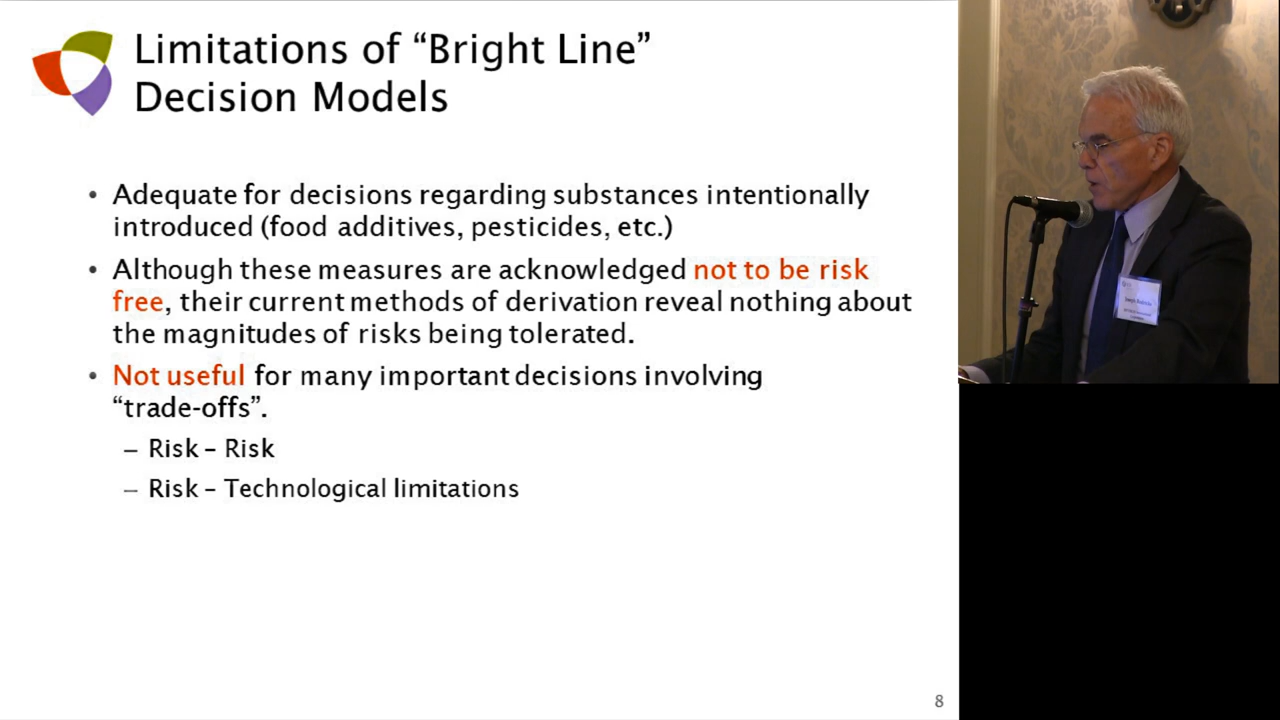 Limitations of “Bright Line”
Decision Models
• Adequate for decisions regarding substances intentionally
introduced (food additives, pesticides, etc.)
• Although these measures are acknowledged not to be risk
free, their current methods of derivation reveal nothing about
the magnitudes of risks being tolerated.
• Not useful for many important decisions involving
“trade-offs”.
– Risk – Risk
– Risk – Technological limitations
8